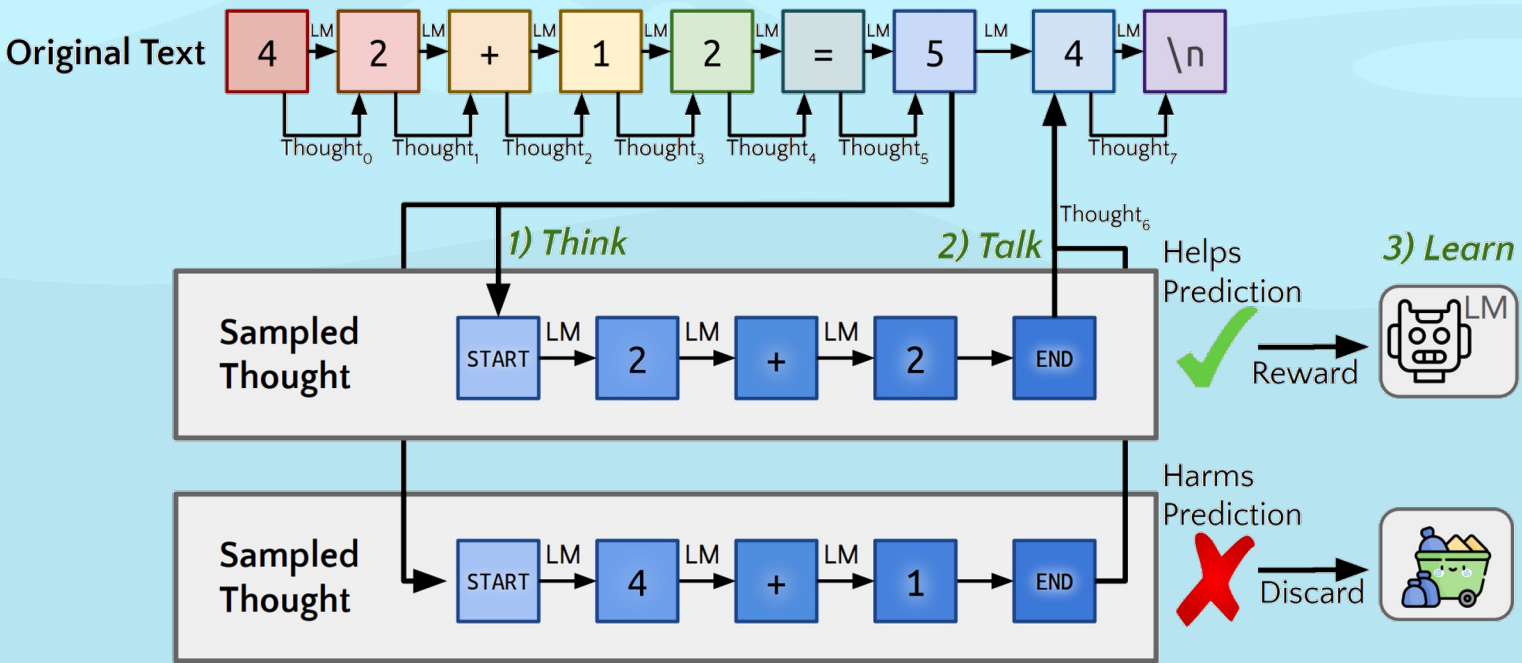 LM LM LM LM LM LM LM LM
Original Text 4 2 + 1 2 = 5 4 \n
Thought₀ Thought₁ Thought₂ Thought₃ Thought₄ Thought₅ Thought₇
Thought₆
1) Think 2) Talk
Helps
Prediction
3) Learn
Sampled
Thought
START LM 2 LM + LM 2 END
Reward
LM
Harms
Prediction
Sampled
Thought
START LM 4 LM + LM 1 END
Discard